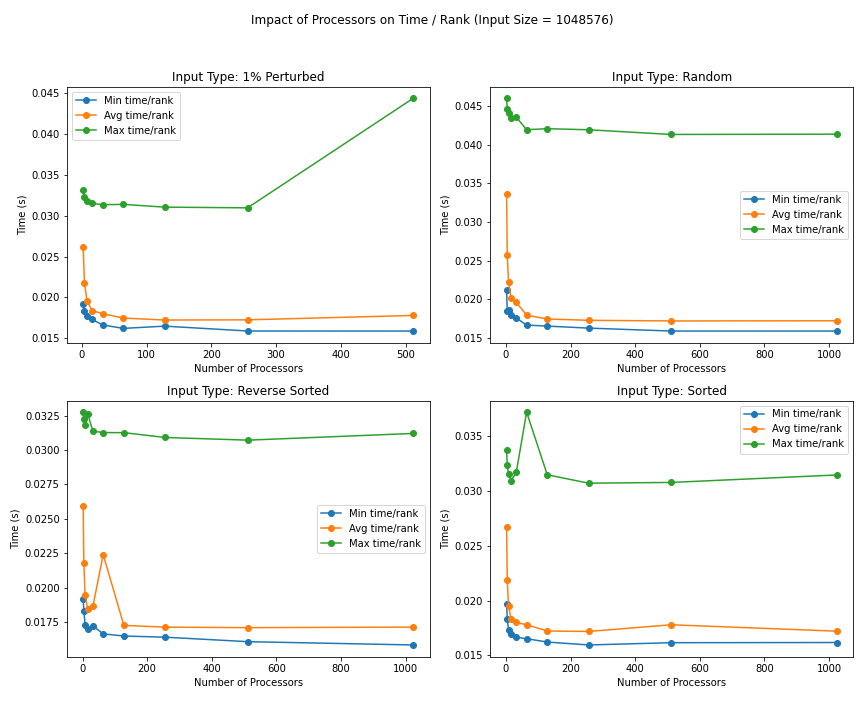 Impact of Processors on Time / Rank (Input Size = 1048576)
Input Type: 1% Perturbed
0.045
0.040
0.035
0.030
0.025
0.020
0.015
Time (s)
Min time/rank
Avg time/rank
Max time/rank
0 100 200 300 400 500
Number of Processors
Input Type: Random
0.045
0.040
0.035
0.030
0.025
0.020
0.015
Time (s)
Min time/rank
Avg time/rank
Max time/rank
0 200 400 600 800 1000
Number of Processors
Input Type: Reverse Sorted
0.0325
0.0300
0.0275
0.0250
0.0225
0.0200
0.0175
Time (s)
Min time/rank
Avg time/rank
Max time/rank
0 200 400 600 800 1000
Number of Processors
Input Type: Sorted
0.035
0.030
0.025
0.020
0.015
Time (s)
Min time/rank
Avg time/rank
Max time/rank
0 200 400 600 800 1000
Number of Processors